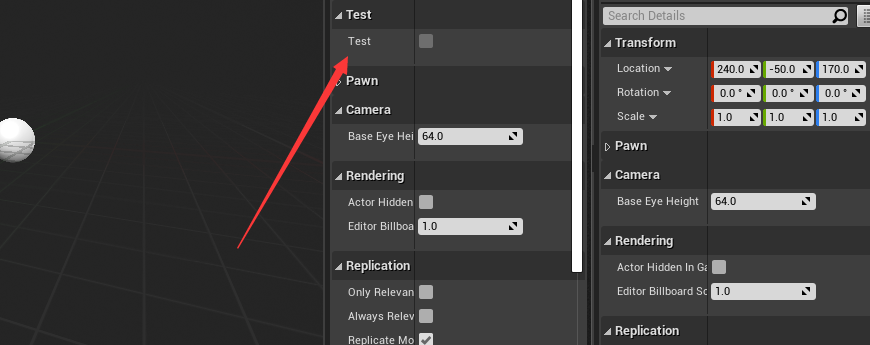 Test
Test
Pawn
Camera
Base Eye Hei 64.0
Rendering
Actor Hidden
Editor Billboa 1.0
Replication
Only Relevan
Always Relev
Replicate Mo
Search Details
Transform
Location 240.0 -50.0 170.0
Rotation 0.0 ° 0.0 ° 0.0 °
Scale 1.0 1.0 1.0
Pawn
Camera
Base Eye Height 64.0
Rendering
Actor Hidden In Ga
Editor Billboard Sc 1.0
Replication